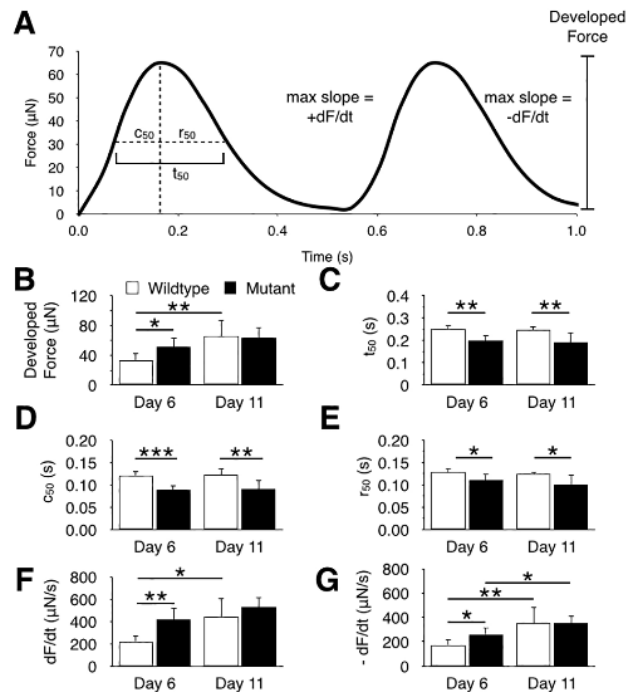 A
Developed
Force
Force (µN)
70
60
50
40
30
20
10
0
c50 r50
t50
max slope =
+dF/dt
max slope =
-dF/dt
0.0 0.2 0.4 0.6 0.8 1.0
Time (s)
B
Wildtype Mutant
Developed
Force (µN)
120
80
40
0
*
**
Day 6 Day 11
C
t50 (s)
0.4
0.3
0.2
0.1
0
** **
Day 6 Day 11
D
c50 (s)
0.20
0.15
0.10
0.05
0.00
*** **
Day 6 Day 11
E
r50 (s)
0.20
0.15
0.10
0.05
0.00
* *
Day 6 Day 11
F
dF/dt (µN/s)
800
600
400
200
0
*
**
Day 6 Day 11
G
- dF/dt (µN/s)
800
600
400
200
0
*
**
*
Day 6 Day 11